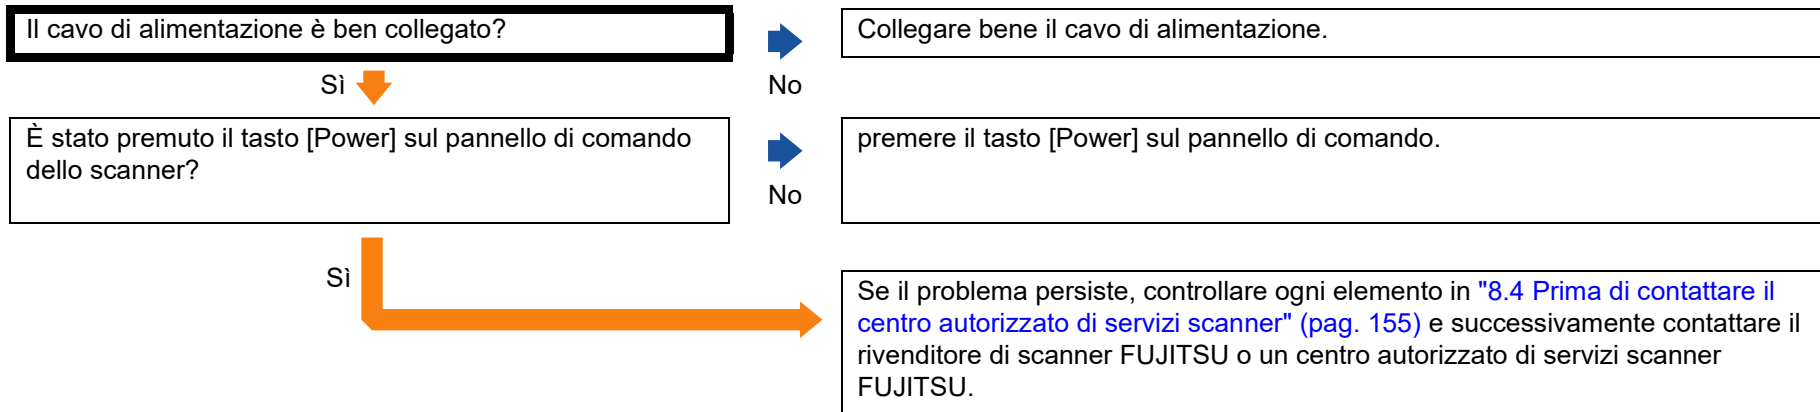 Il cavo di alimentazione è ben collegato?
Collegare bene il cavo di alimentazione.
Sì
No
È stato premuto il tasto [Power] sul pannello di comando
dello scanner?
premere il tasto [Power] sul pannello di comando.
No
Sì
Se il problema persiste, controllare ogni elemento in "8.4 Prima di contattare il
centro autorizzato di servizi scanner" (pag. 155) e successivamente contattare il
rivenditore di scanner FUJITSU o un centro autorizzato di servizi scanner
FUJITSU.